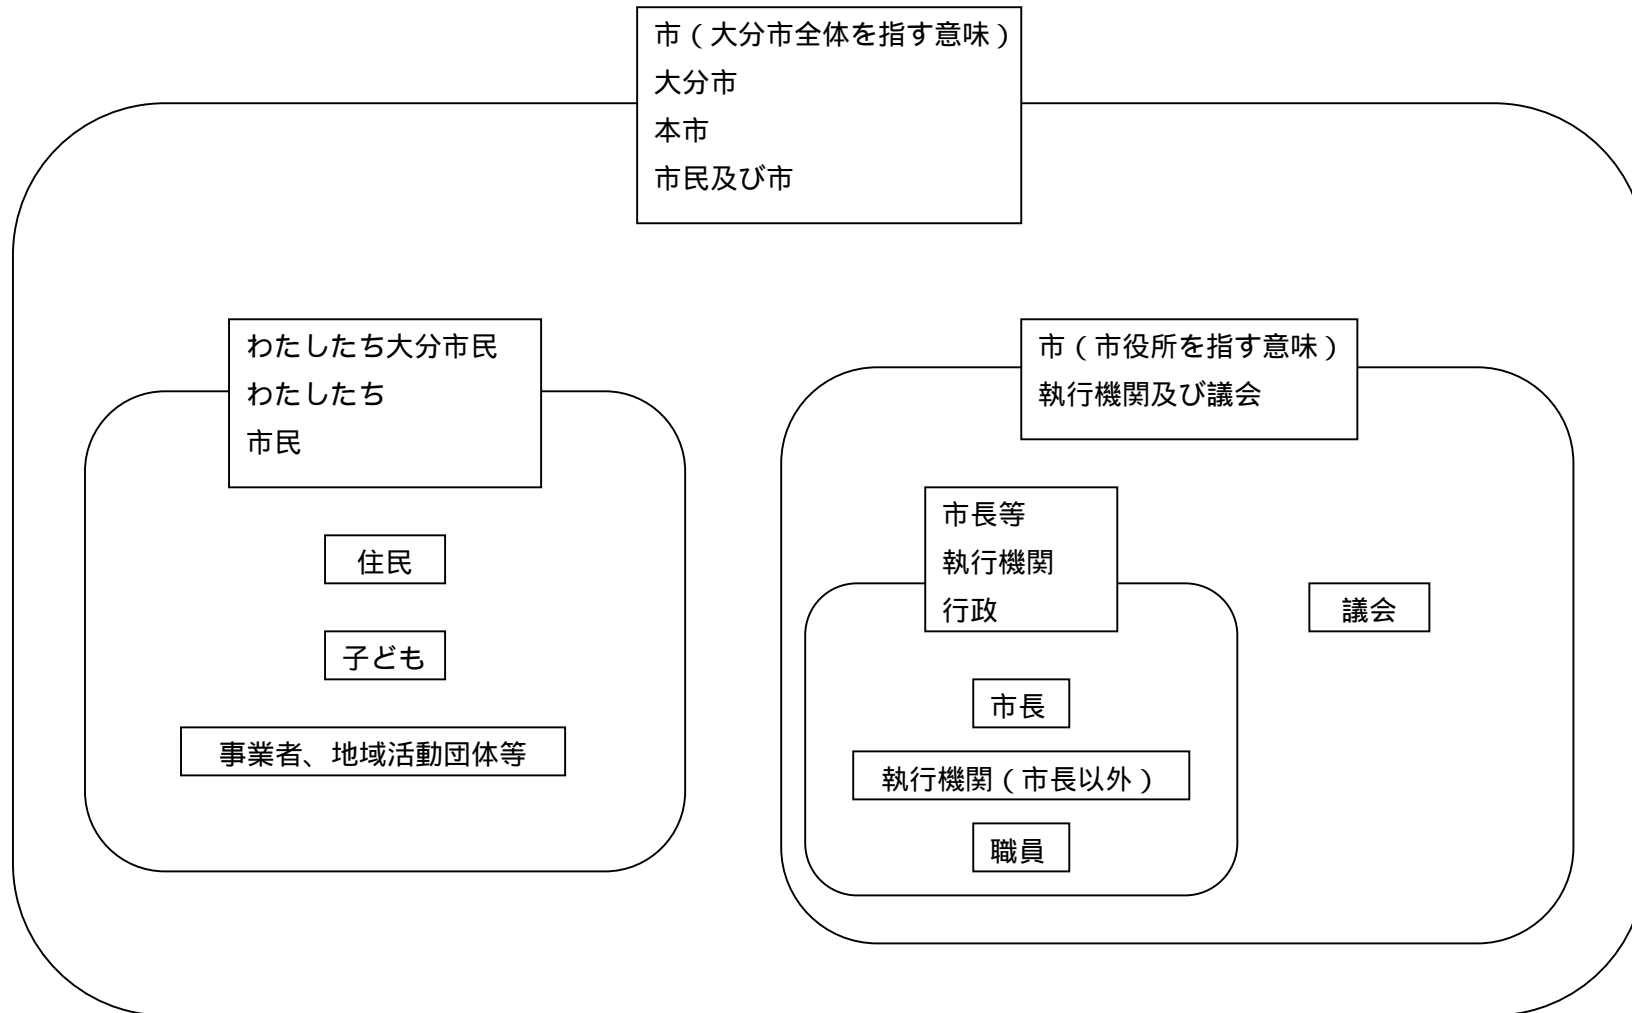 市（大分市全体を指す意味）
大分市
本市
市民及び市
わたしたち大分市民
わたしたち
市民
住民
子ども
事業者、地域活動団体等
市（市役所を指す意味）
執行機関及び議会
市長等
執行機関
行政
市長
執行機関（市長以外）
職員
議会